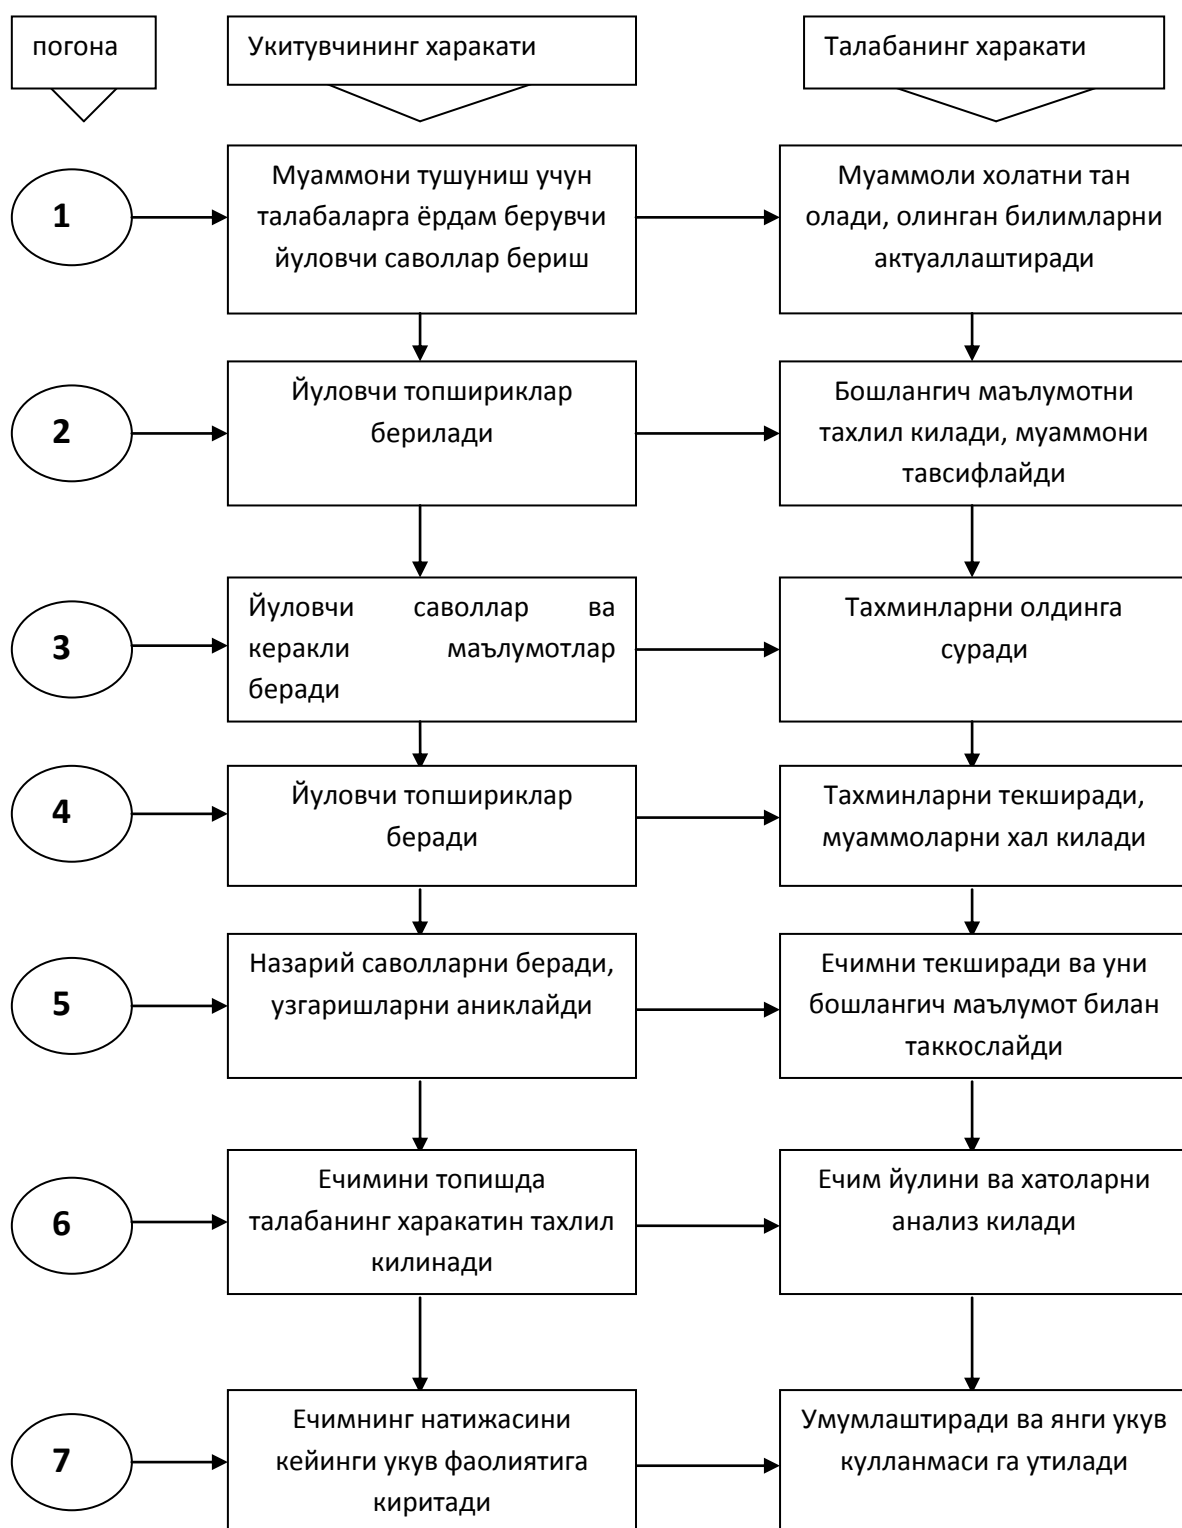 погона
Укитувчининг харакати
Талабанинг харакати
1
Муаммони тушуниш учун
талабаларга ёрдам берувчи
йуловчи саволлар бериш
Муаммоли холатни тан
олади, олинган билимларни
актуаллаштиради
2
Йуловчи топшириклар
берилади
Бошлангич маълумотни
тахлил килади, муаммони
тавсифлайди
3
Йуловчи саволлар ва
керакли маълумотлар
беради
Тахминларни олдинга
суради
4
Йуловчи топшириклар
беради
Тахминларни текширади,
муаммоларни хал килади
5
Назарий саволларни беради,
узгаришларни аниклайди
Ечимни текширади ва уни
бошлангич маълумот билан
таккослайди
6
Ечимини топишда
талабанинг харакатин тахлил
килинади
Ечим йулини ва хатоларни
анализ килади
7
Ечимнинг натижасини
кейинги укув фаолиятига
киритади
Умумлаштиради ва янги укув
кулланмаси га утилади